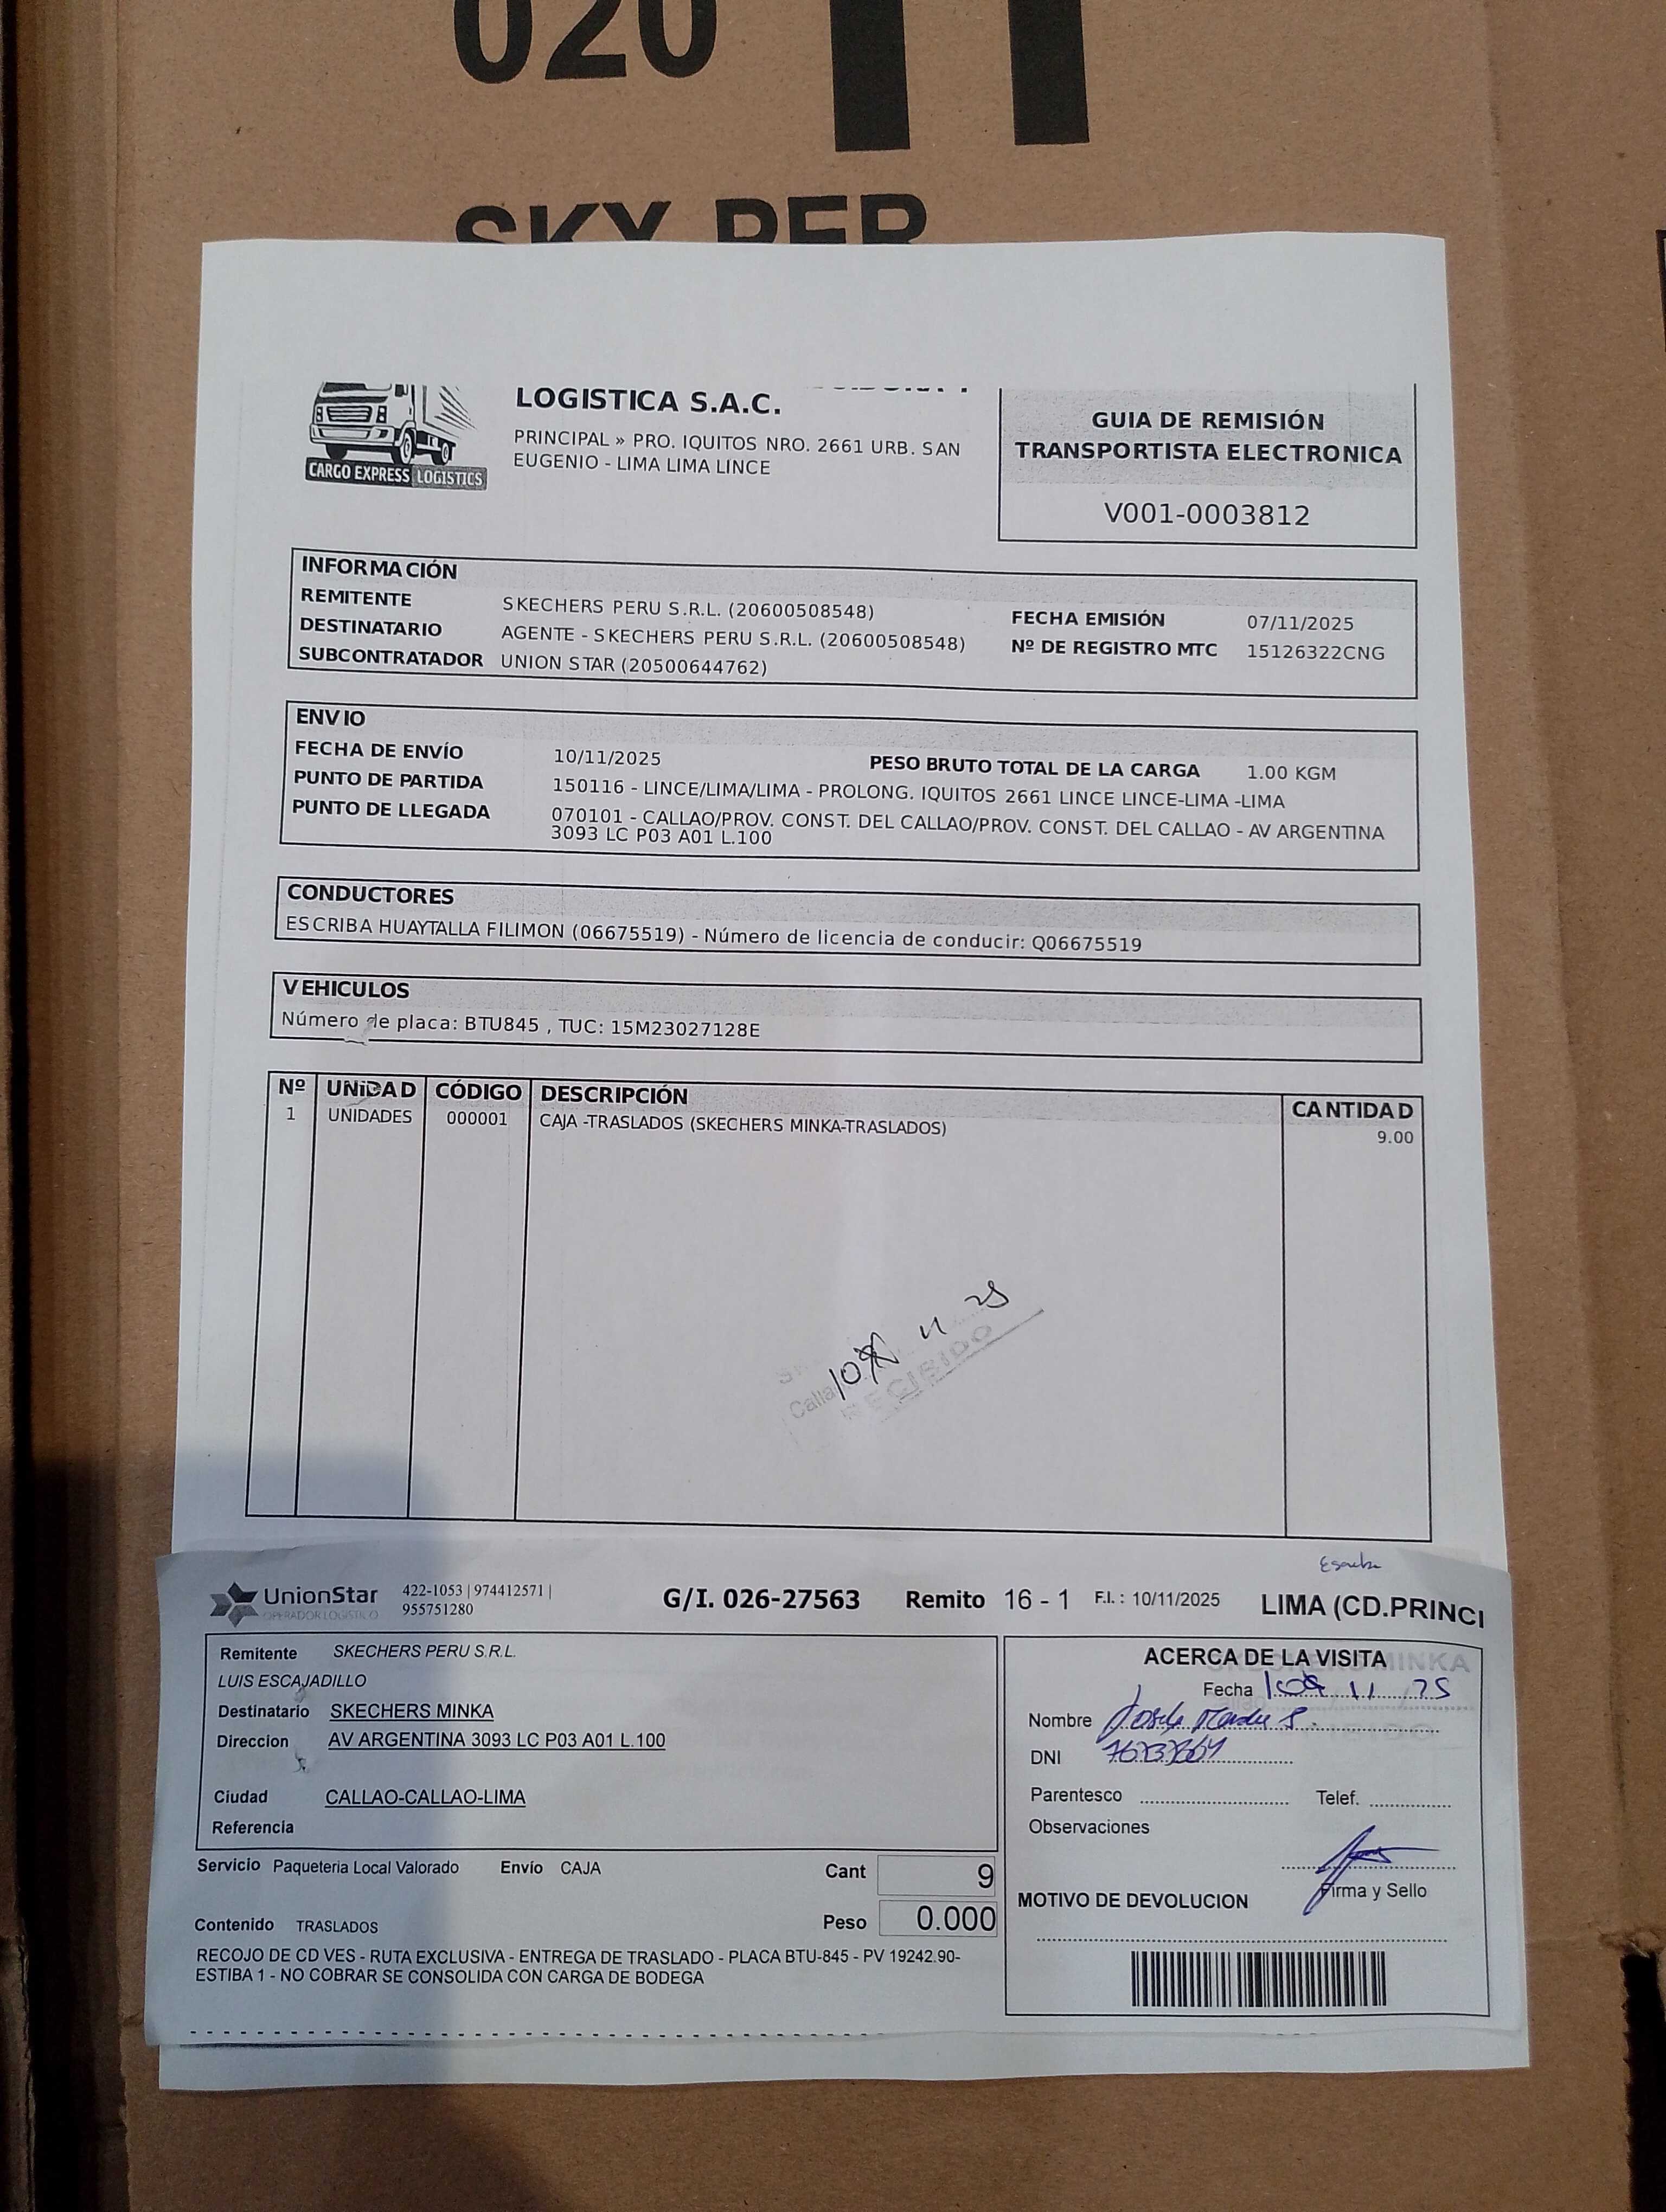 020
SKY PER
LOGISTICA S.A.C.
PRINCIPAL » PRO. IQUITOS NRO. 2661 URB. SAN
EUGENIO - LIMA LIMA LINCE
CARGO EXPRESS LOGISTICS
GUIA DE REMISIÓN
TRANSPORTISTA ELECTRONICA
V001-0003812
INFORMACIÓN
REMITENTE SKECHERS PERU S.R.L. (20600508548) FECHA EMISIÓN 07/11/2025
DESTINATARIO AGENTE - SKECHERS PERU S.R.L. (20600508548) Nº DE REGISTRO MTC 15126322CNG
SUBCONTRATADOR UNION STAR (20500644762)
ENVIO
FECHA DE ENVÍO 10/11/2025 PESO BRUTO TOTAL DE LA CARGA 1.00 KGM
PUNTO DE PARTIDA 150116 - LINCE/LIMA/LIMA - PROLONG. IQUITOS 2661 LINCE LINCE-LIMA -LIMA
PUNTO DE LLEGADA 070101 - CALLAO/PROV. CONST. DEL CALLAO/PROV. CONST. DEL CALLAO - AV ARGENTINA
3093 LC P03 A01 L.100
CONDUCTORES
ESCRIBA HUAYTALLA FILIMON (06675519) - Número de licencia de conducir: Q06675519
VEHICULOS
Número de placa: BTU845 , TUC: 15M23027128E
Nº UNIDAD CÓDIGO DESCRIPCIÓN CANTIDAD
1 UNIDADES 000001 CAJA -TRASLADOS (SKECHERS MINKA-TRASLADOS) 9.00
11 25
RECIBIDO
UnionStar
OPERADOR LOGISTICO
422-1053 | 974412571 |
955751280
G/I. 026-27563 Remito 16 - 1 F.I. : 10/11/2025 LIMA (CD.PRINCI
Remitente SKECHERS PERU S.R.L.
LUIS ESCAJADILLO
Destinatario SKECHERS MINKA
Direccion AV ARGENTINA 3093 LC P03 A01 L.100
Ciudad CALLAO-CALLAO-LIMA
Referencia
Servicio Paqueteria Local Valorado Envío CAJA Cant 9
Contenido TRASLADOS Peso 0.000
RECOJO DE CD VES - RUTA EXCLUSIVA - ENTREGA DE TRASLADO - PLACA BTU-845 - PV 19242.90-
ESTIBA 1 - NO COBRAR SE CONSOLIDA CON CARGA DE BODEGA
ACERCA DE LA VISITA
SKECHERS MINKA
Fecha 11 25
Nombre
DNI
Parentesco Telef.
Observaciones
Firma y Sello
MOTIVO DE DEVOLUCION